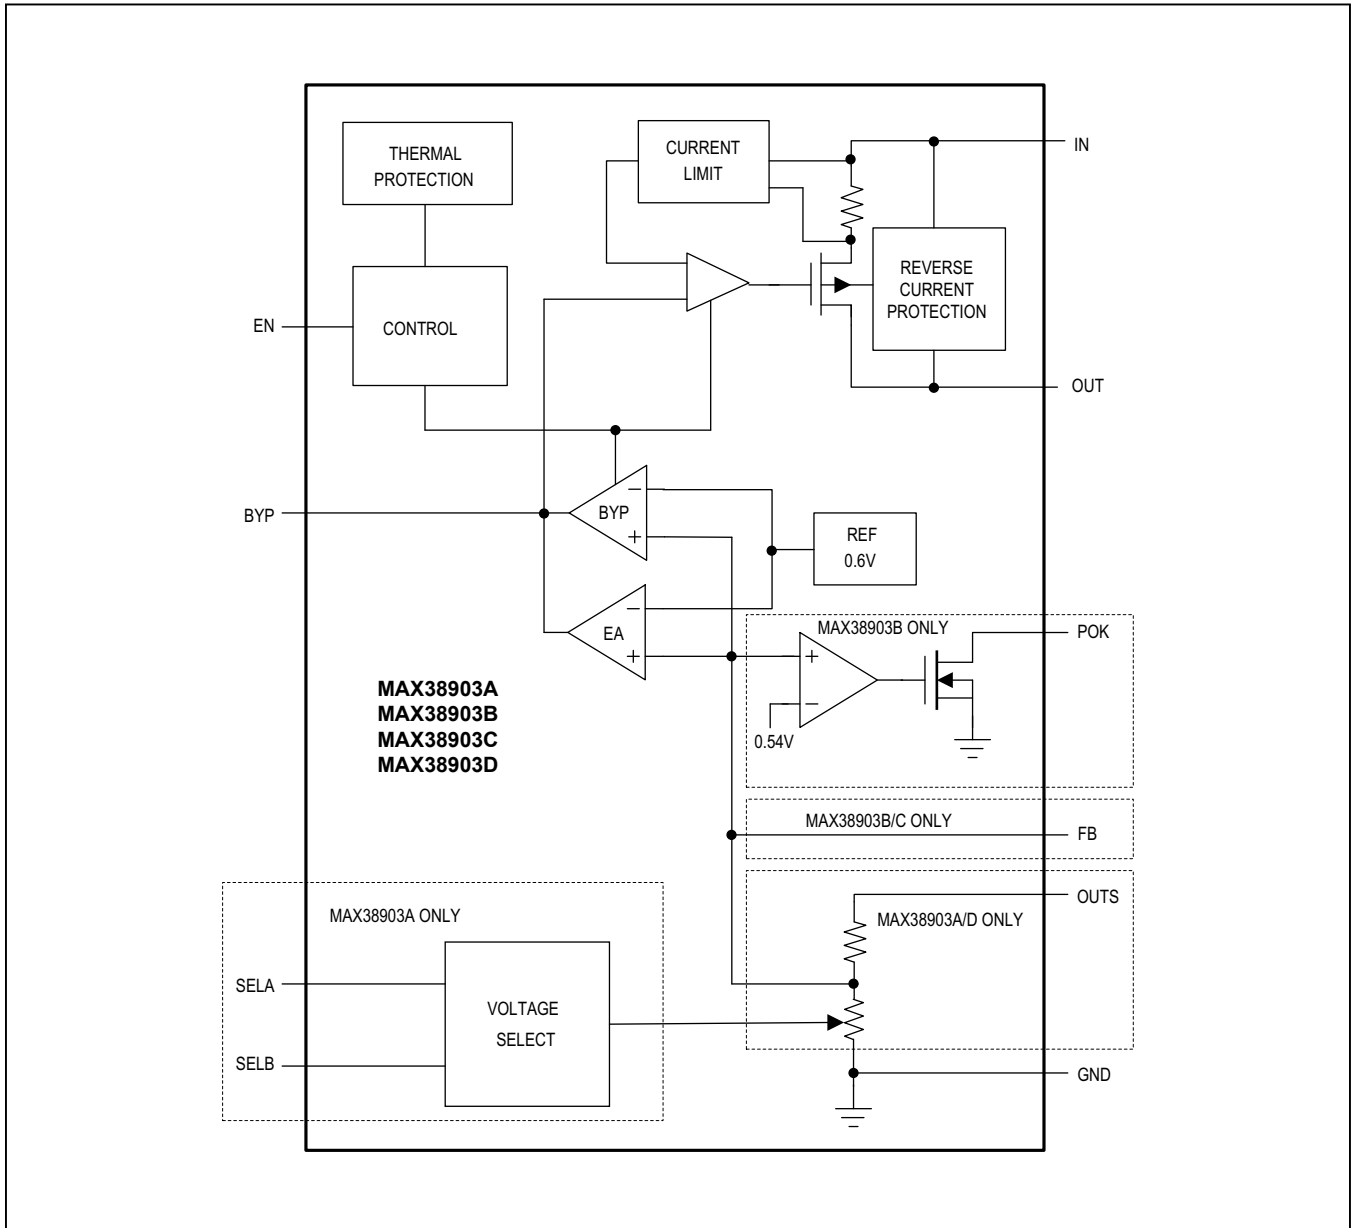 THERMAL
PROTECTION
CURRENT
LIMIT
IN
REVERSE
CURRENT
PROTECTION
EN
CONTROL
OUT
BYP
−
BYP
+
REF
0.6V
−
EA
+
MAX38903B ONLY
POK
+
−
0.54V
MAX38903A
MAX38903B
MAX38903C
MAX38903D
MAX38903B/C ONLY
FB
OUTS
MAX38903A/D ONLY
MAX38903A ONLY
SELA
VOLTAGE
SELECT
SELB
GND